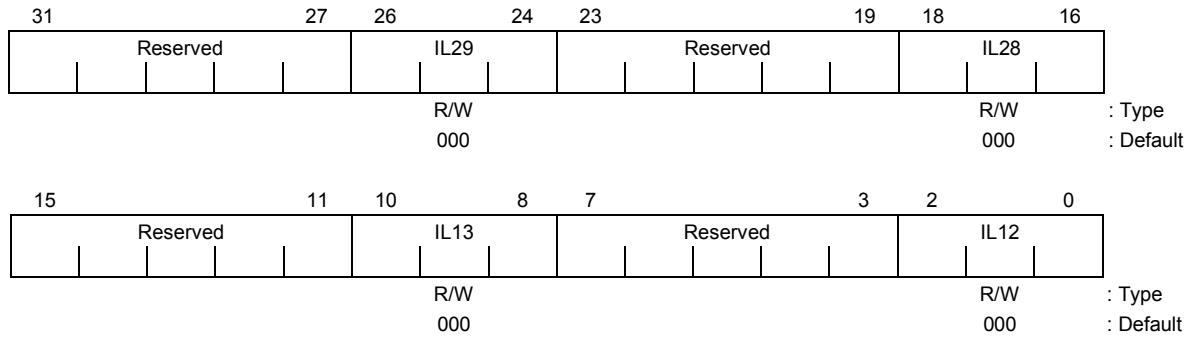 31 27 26 24 23 19 18 16
Reserved IL29 Reserved IL28
R/W R/W : Type
000 000 : Default
15 11 10 8 7 3 2 0
Reserved IL13 Reserved IL12
R/W R/W : Type
000 000 : Default